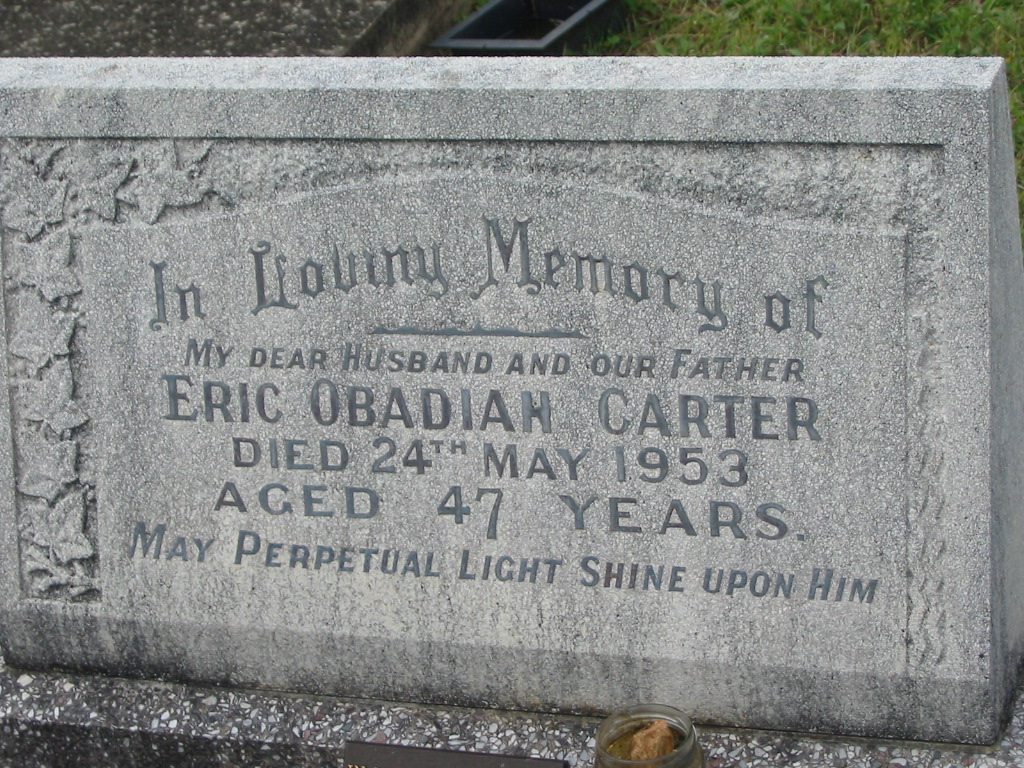 In Loving Memory of
MY DEAR HUSBAND AND OUR FATHER
ERIC OBADIAH CARTER
DIED 24TH MAY 1953
AGED 47 YEARS.
MAY PERPETUAL LIGHT SHINE UPON HIM